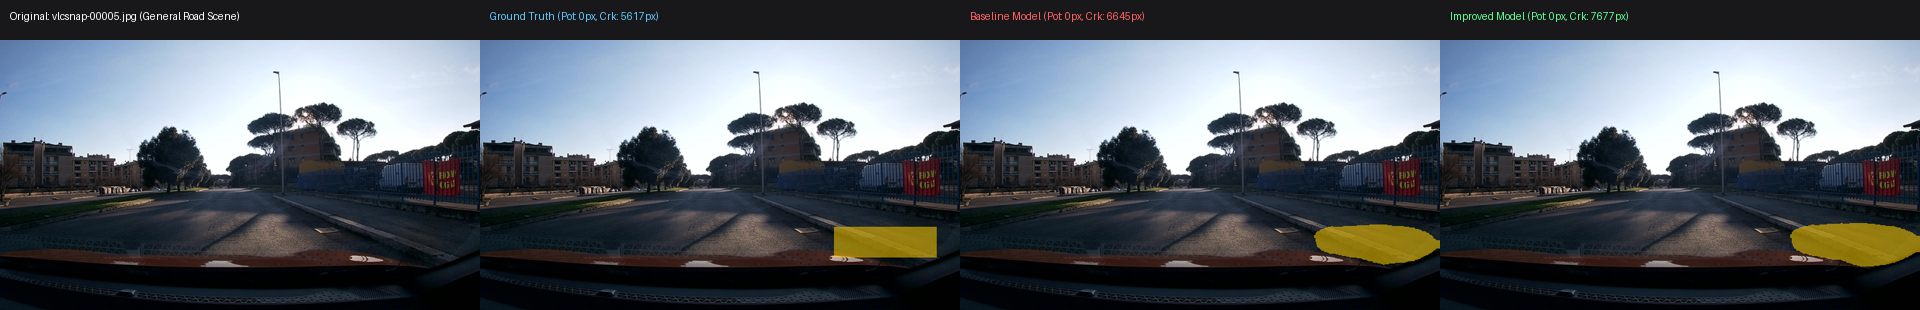 Original: vlcsnap-00005.jpg (General Road Scene)
Ground Truth (Pot 0px, Crk: 5617px)
Baseline Model (Pot 0px, Crk: 6645px)
Improved Model (Pot 0px, Crk: 7677px)